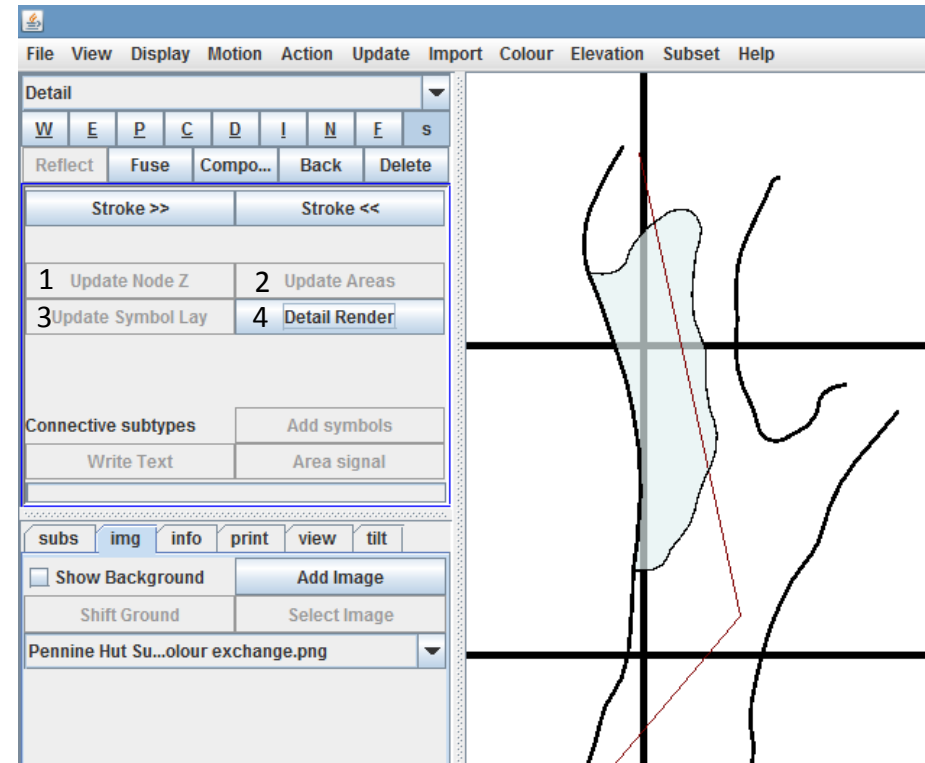 File View Display Motion Action Update Import Colour Elevation Subset Help
Detail
W E P C D I N F s
Reflect Fuse Compo... Back Delete
Stroke >> Stroke <<
1 Update Node Z 2 Update Areas
3 Update Symbol Lay 4 Detail Render
Connective subtypes Add symbols
Write Text Area signal
subs img info print view tilt
Show Background Add Image
Shift Ground Select Image
Pennine Hut Su...olour exchange.png